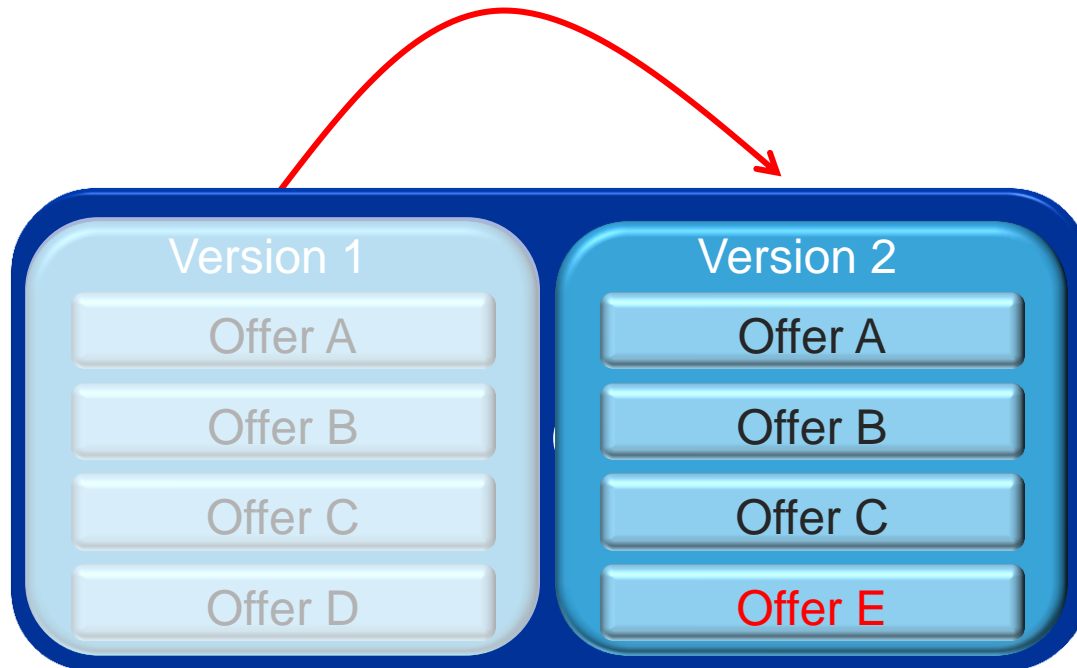 Version 1
Offer A
Offer B
Offer C
Offer D
Version 2
Offer A
Offer B
Offer C
Offer E